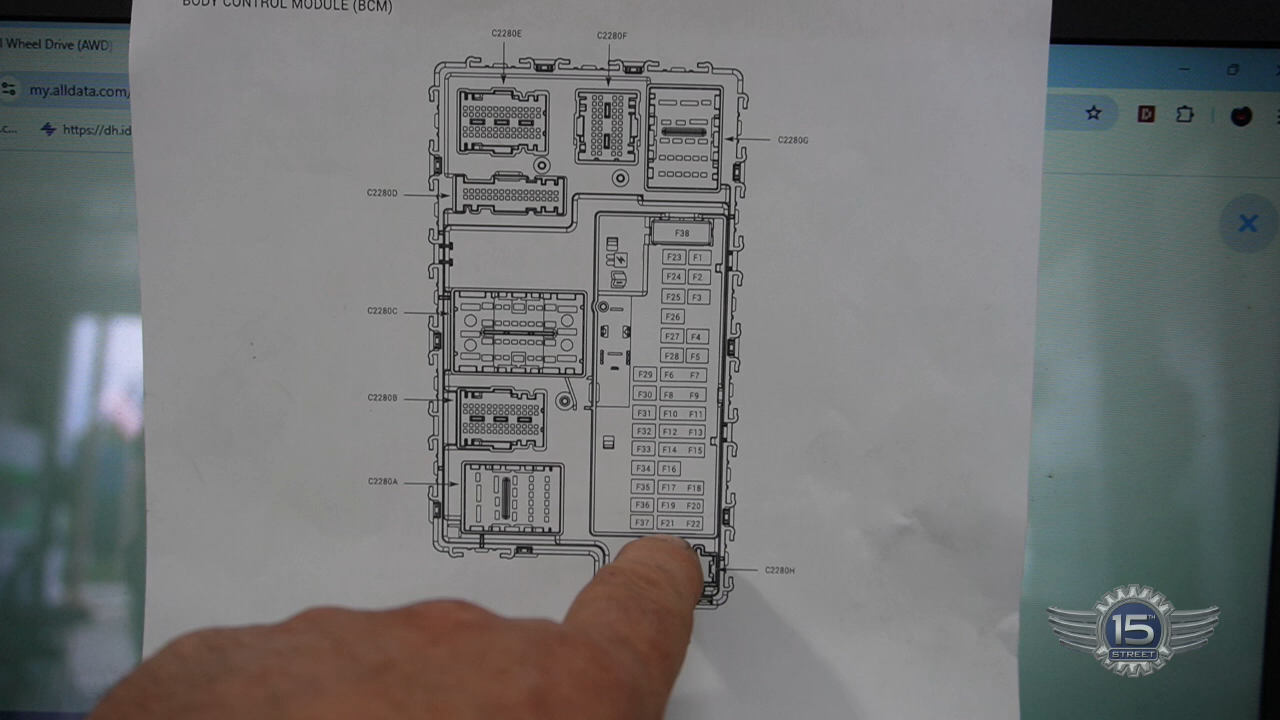 BODY CONTROL MODULE (BCM)
l Wheel Drive (AWD)
my.alldata.com/
.c...
https://dh.id
C2280E
C2280F
C2280G
C2280D
F38
F23 F1
F24 F2
F25 F3
C2280C
F26
F27 F4
F28 F5
F29 F6 F7
C2280B
F30 F8 F9
F31 F10 F11
F32 F12 F13
F33 F14 F15
F34 F16
C2280A
F35 F17 F18
F36 F19 F20
F37 F21 F22
C2280H
15TH
STREET